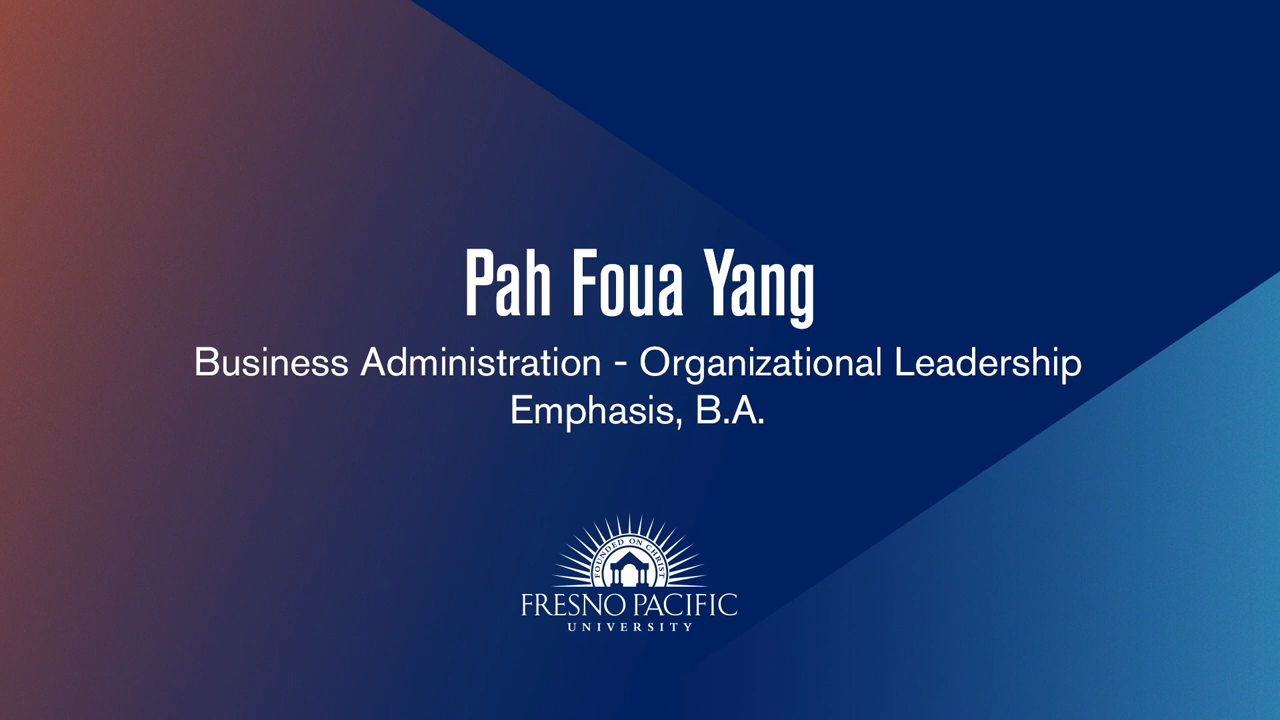 Pah Foua Yang
Business Administration - Organizational Leadership
Emphasis, B.A.
FOUNDED ON CHRIST
FRESNO PACIFIC
UNIVERSITY